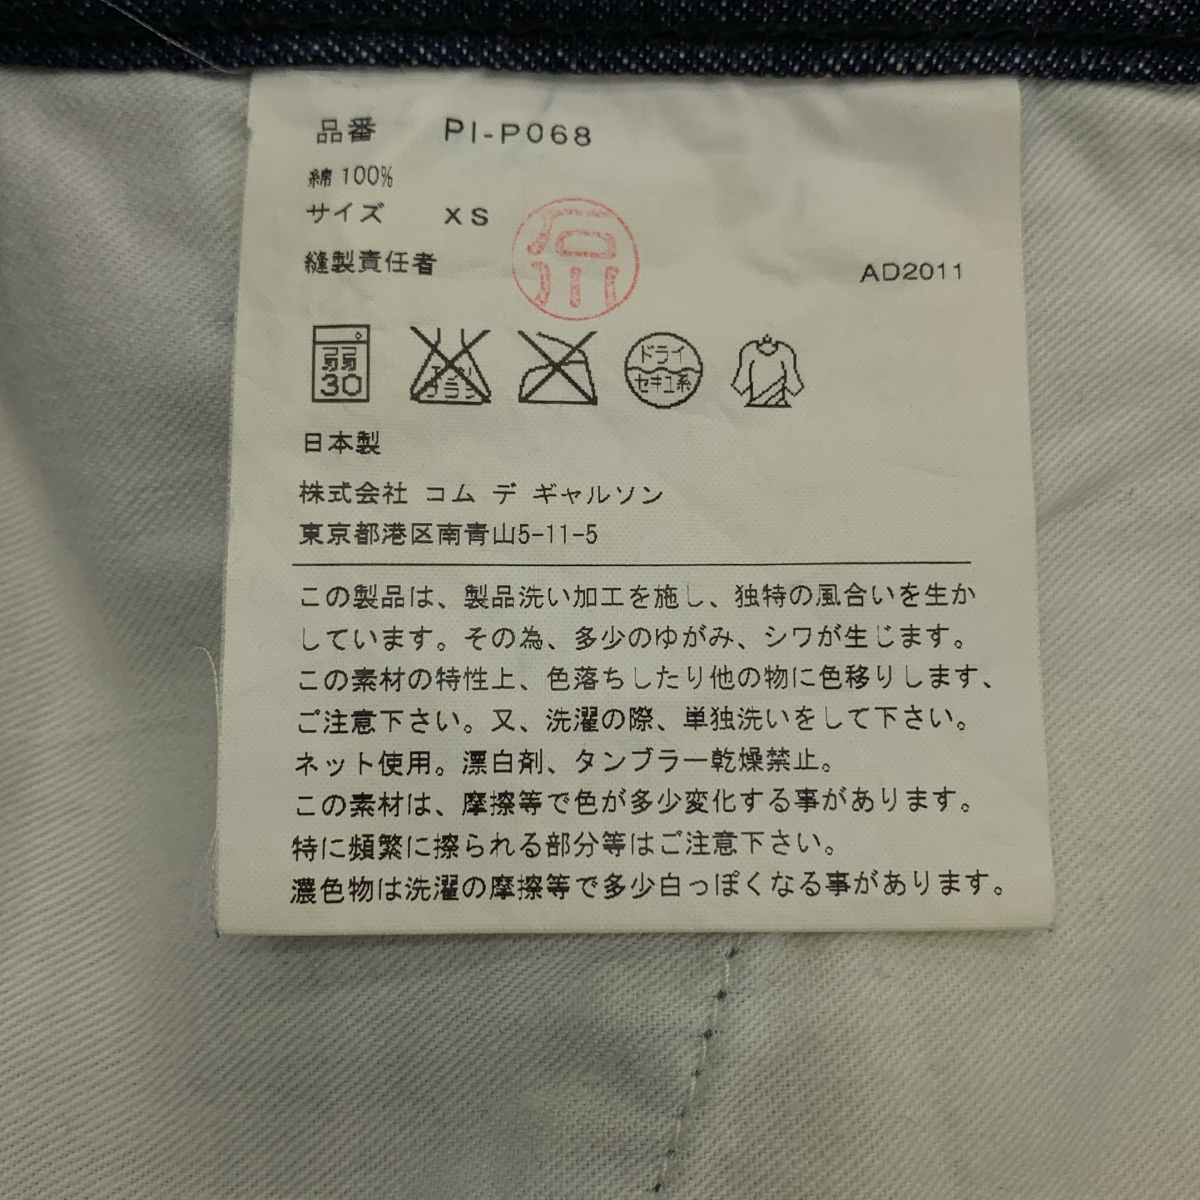 品番 PI-P068
綿100%
サイズ XS
縫製責任者
AD2011
弱
30
ドライ
セキユ系
日本製
株式会社 コム デ ギャルソン
東京都港区南青山5-11-5
この製品は、製品洗い加工を施し、独特の風合いを生か
しています。その為、多少のゆがみ、シワが生じます。
この素材の特性上、色落ちしたり他の物に色移りします、
ご注意下さい。又、洗濯の際、単独洗いをして下さい。
ネット使用。漂白剤、タンブラー乾燥禁止。
この素材は、摩擦等で色が多少変化する事があります。
特に頻繁に擦られる部分等はご注意下さい。
濃色物は洗濯の摩擦等で多少白っぽくなる事があります。